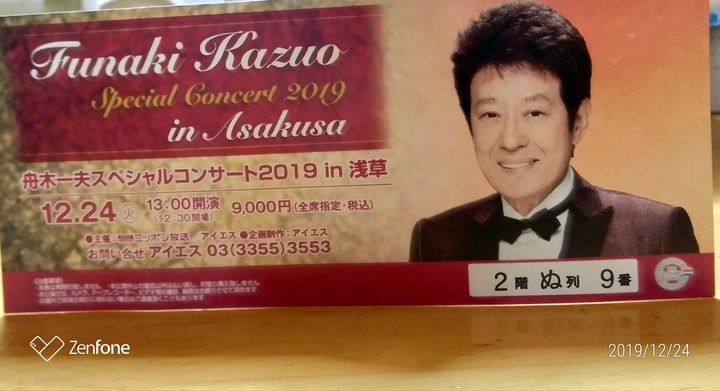 Funaki Kazuo
Special Concert 2019
in Asakusa
舟木一夫スペシャルコンサート2019 in 浅草
12.24 火 13:00開演 (12:30開場) 9,000円(全席指定・税込)
●主催:ニッポン放送 アイエス ●企画制作:アイエス
お問い合せ アイエス 03(3355)3553
2階 ぬ列 9番
Zenfone
2019/12/24